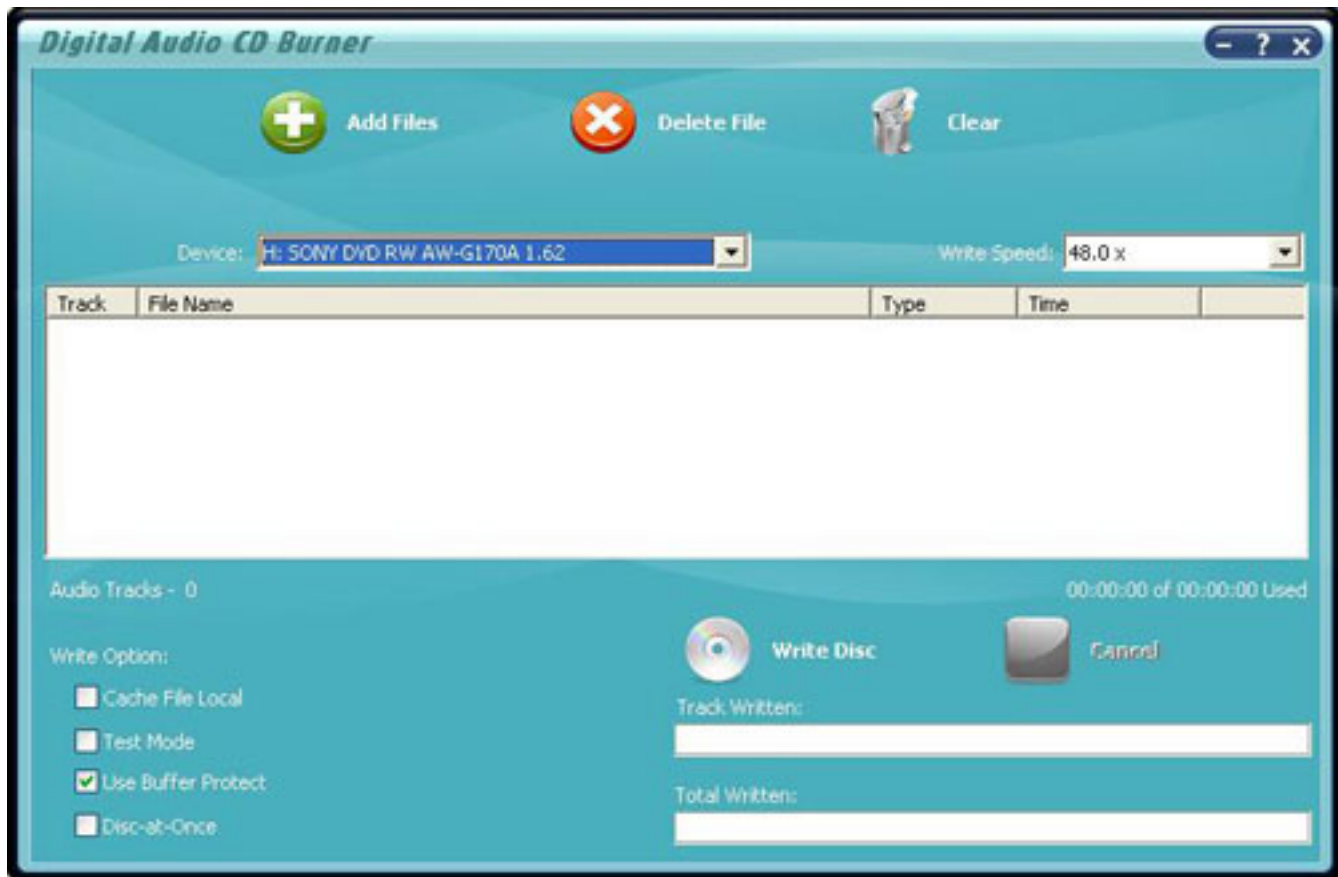 Digital Audio CD Burner
Add Files Delete File Clear
Device: H: SONY DVD RW AW-G170A 1.62 Write Speed: 48.0 x
Track File Name Type Time
Audio Tracks - 0 00:00:00 of 00:00:00 Used
Write Disc Cancel
Write Option:
Cache File Local
Track Written:
Test Mode
Use Buffer Protect
Total Written:
Disc-at-Once